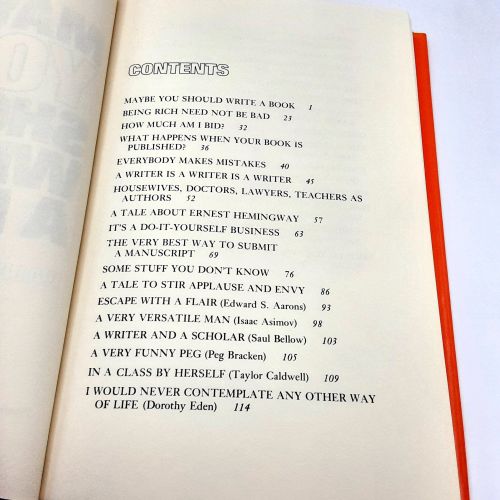 CONTENTS
MAYBE YOU SHOULD WRITE A BOOK 1
BEING RICH NEED NOT BE BAD 23
HOW MUCH AM I BID? 32
WHAT HAPPENS WHEN YOUR BOOK IS
PUBLISHED? 36
EVERYBODY MAKES MISTAKES 40
A WRITER IS A WRITER IS A WRITER 45
HOUSEWIVES, DOCTORS, LAWYERS, TEACHERS AS
AUTHORS 52
A TALE ABOUT ERNEST HEMINGWAY 57
IT'S A DO-IT-YOURSELF BUSINESS 63
THE VERY BEST WAY TO SUBMIT
A MANUSCRIPT 69
SOME STUFF YOU DON'T KNOW 76
A TALE TO STIR APPLAUSE AND ENVY 86
ESCAPE WITH A FLAIR (Edward S. Aarons) 93
A VERY VERSATILE MAN (Isaac Asimov) 98
A WRITER AND A SCHOLAR (Saul Bellow) 103
A VERY FUNNY PEG (Peg Bracken) 105
IN A CLASS BY HERSELF (Taylor Caldwell) 109
I WOULD NEVER CONTEMPLATE ANY OTHER WAY
OF LIFE (Dorothy Eden) 114